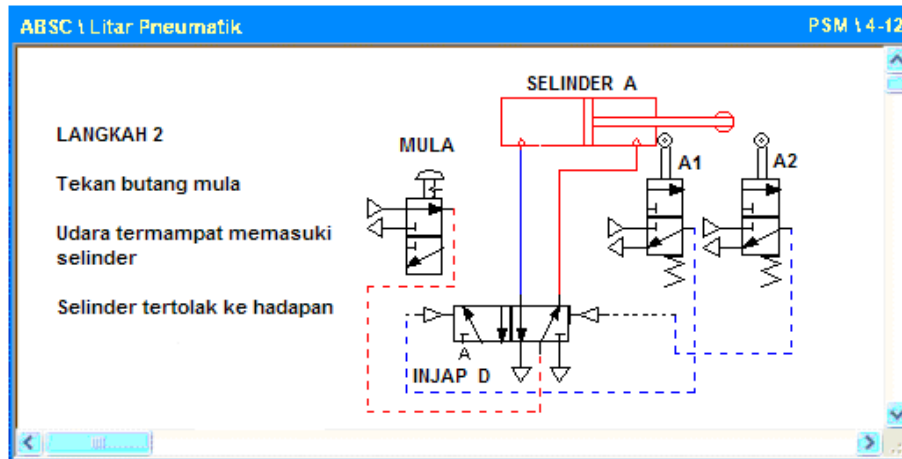 ABSC \ Litar Pneumatik
PSM \ 4-12
SELINDER A
LANGKAH 2
MULA
A1
A2
Tekan butang mula
Udara termampat memasuki
selinder
Selinder tertolak ke hadapan
A
INJAP D